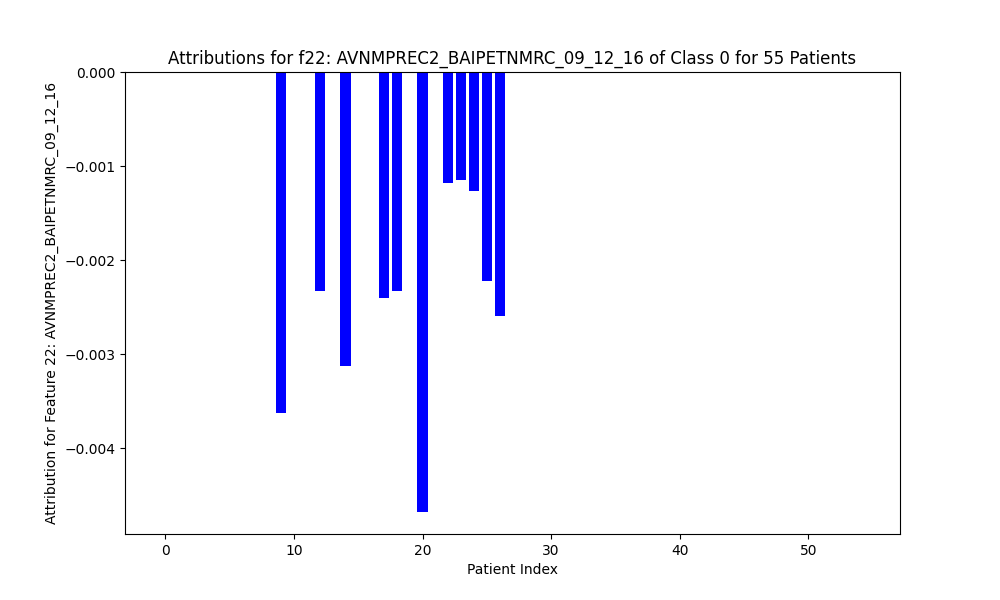 Attributions for f22: AVNMPREC2_BAIPETNMRC_09_12_16 of Class 0 for 55 Patients
Attribution for Feature 22: AVNMPREC2_BAIPETNMRC_09_12_16
0.000
−0.001
−0.002
−0.003
−0.004
0 10 20 30 40 50
Patient Index